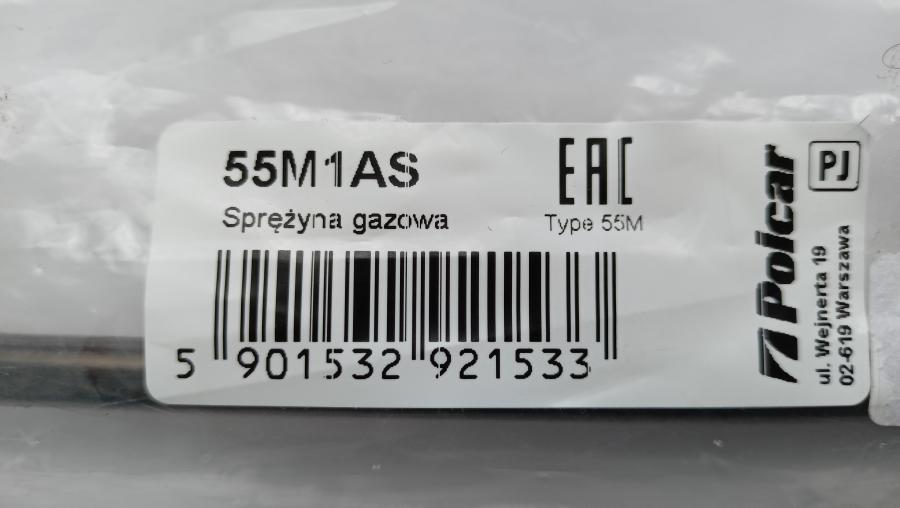 55M1AS
Sprężyna gazowa
EAC
Type 55M
5 901532 921533
PJ
Polcar
ul. Wejnerta 19
02-619 Warszawa